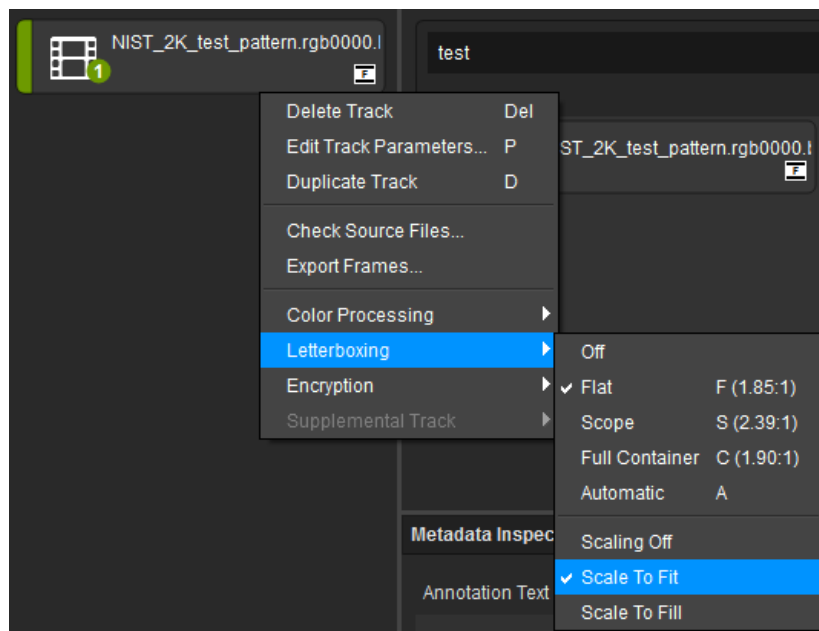 NIST_2K_test_pattern.rgb0000.
1
F
test
Delete Track Del
Edit Track Parameters... P
Duplicate Track D
ST_2K_test_pattern.rgb0000.
F
Check Source Files...
Export Frames...
Color Processing
Letterboxing
Encryption
Supplemental Track
Off
Flat F (1.85:1)
Scope S (2.39:1)
Full Container C (1.90:1)
Automatic A
Scaling Off
Scale To Fit
Scale To Fill
Metadata Inspec
Annotation Text